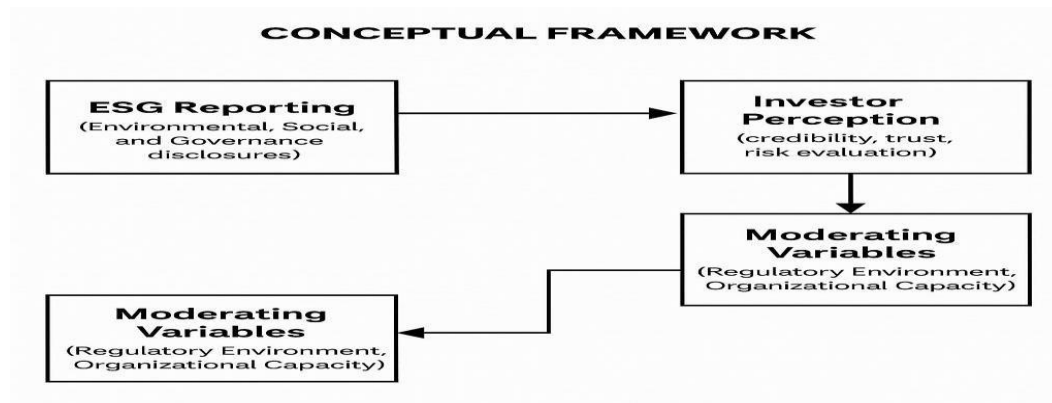 CONCEPTUAL FRAMEWORK
ESG Reporting
(Environmental, Social,
and Governance
disclosures)
Investor
Perception
(credibility, trust,
risk evaluation)
Moderating
Variables
(Regulatory Environment,
Organizational Capacity)
Moderating
Variables
(Regulatory Environment,
Organizational Capacity)